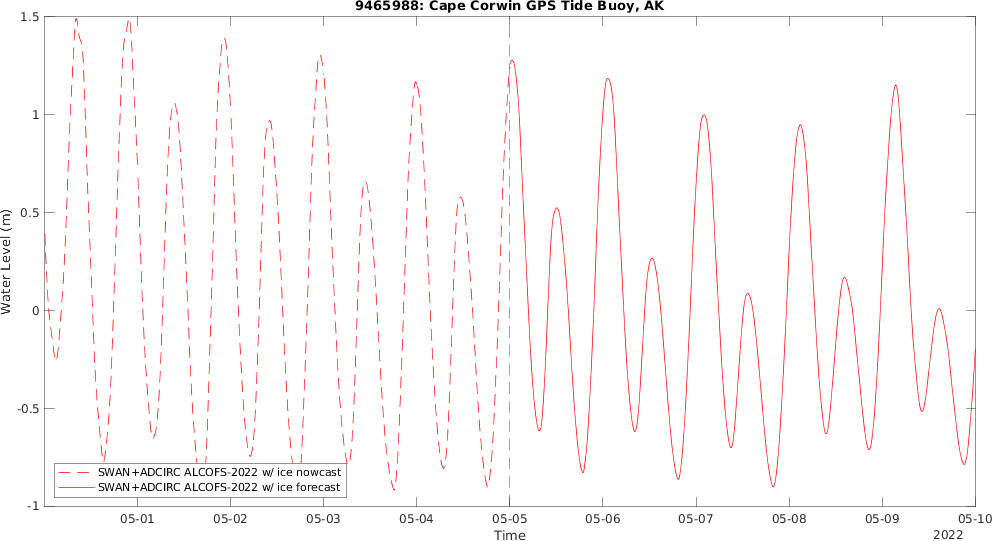 9465988: Cape Corwin GPS Tide Buoy, AK
1.5
1
0.5
0
-0.5
-1
Water Level (m)
SWAN+ADCIRC ALCOFS-2022 w/ ice nowcast
SWAN+ADCIRC ALCOFS-2022 w/ ice forecast
05-01 05-02 05-03 05-04 05-05 05-06 05-07 05-08 05-09 05-10
Time
2022